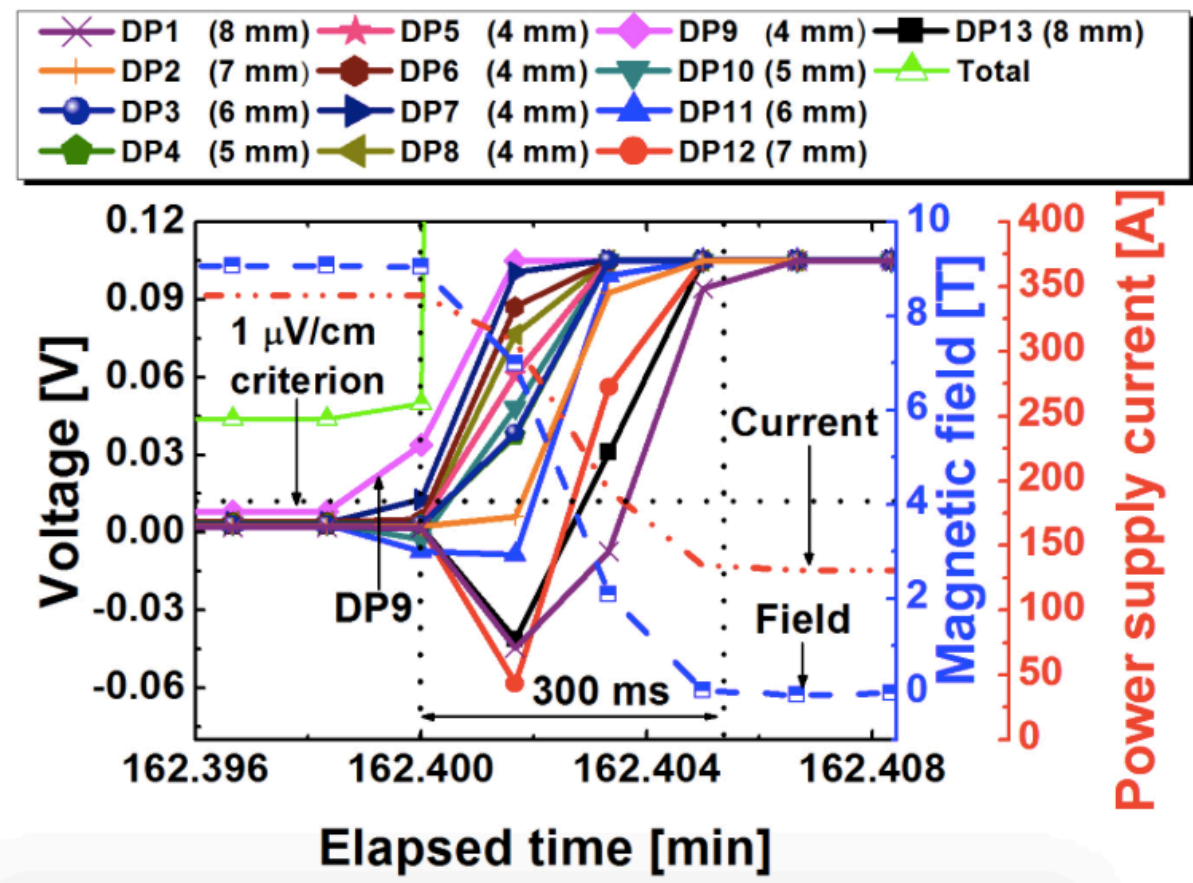 DP1 (8 mm) DP5 (4 mm) DP9 (4 mm) DP13 (8 mm)
DP2 (7 mm) DP6 (4 mm) DP10 (5 mm) Total
DP3 (6 mm) DP7 (4 mm) DP11 (6 mm)
DP4 (5 mm) DP8 (4 mm) DP12 (7 mm)
Voltage [V]
0.12
0.09
0.06
0.03
0.00
-0.03
-0.06
1 μV/cm
criterion
DP9
Current
Field
300 ms
10
8
6
4
2
0
Magnetic field [T]
400
350
300
250
200
150
100
50
0
Power supply current [A]
162.396 162.400 162.404 162.408
Elapsed time [min]